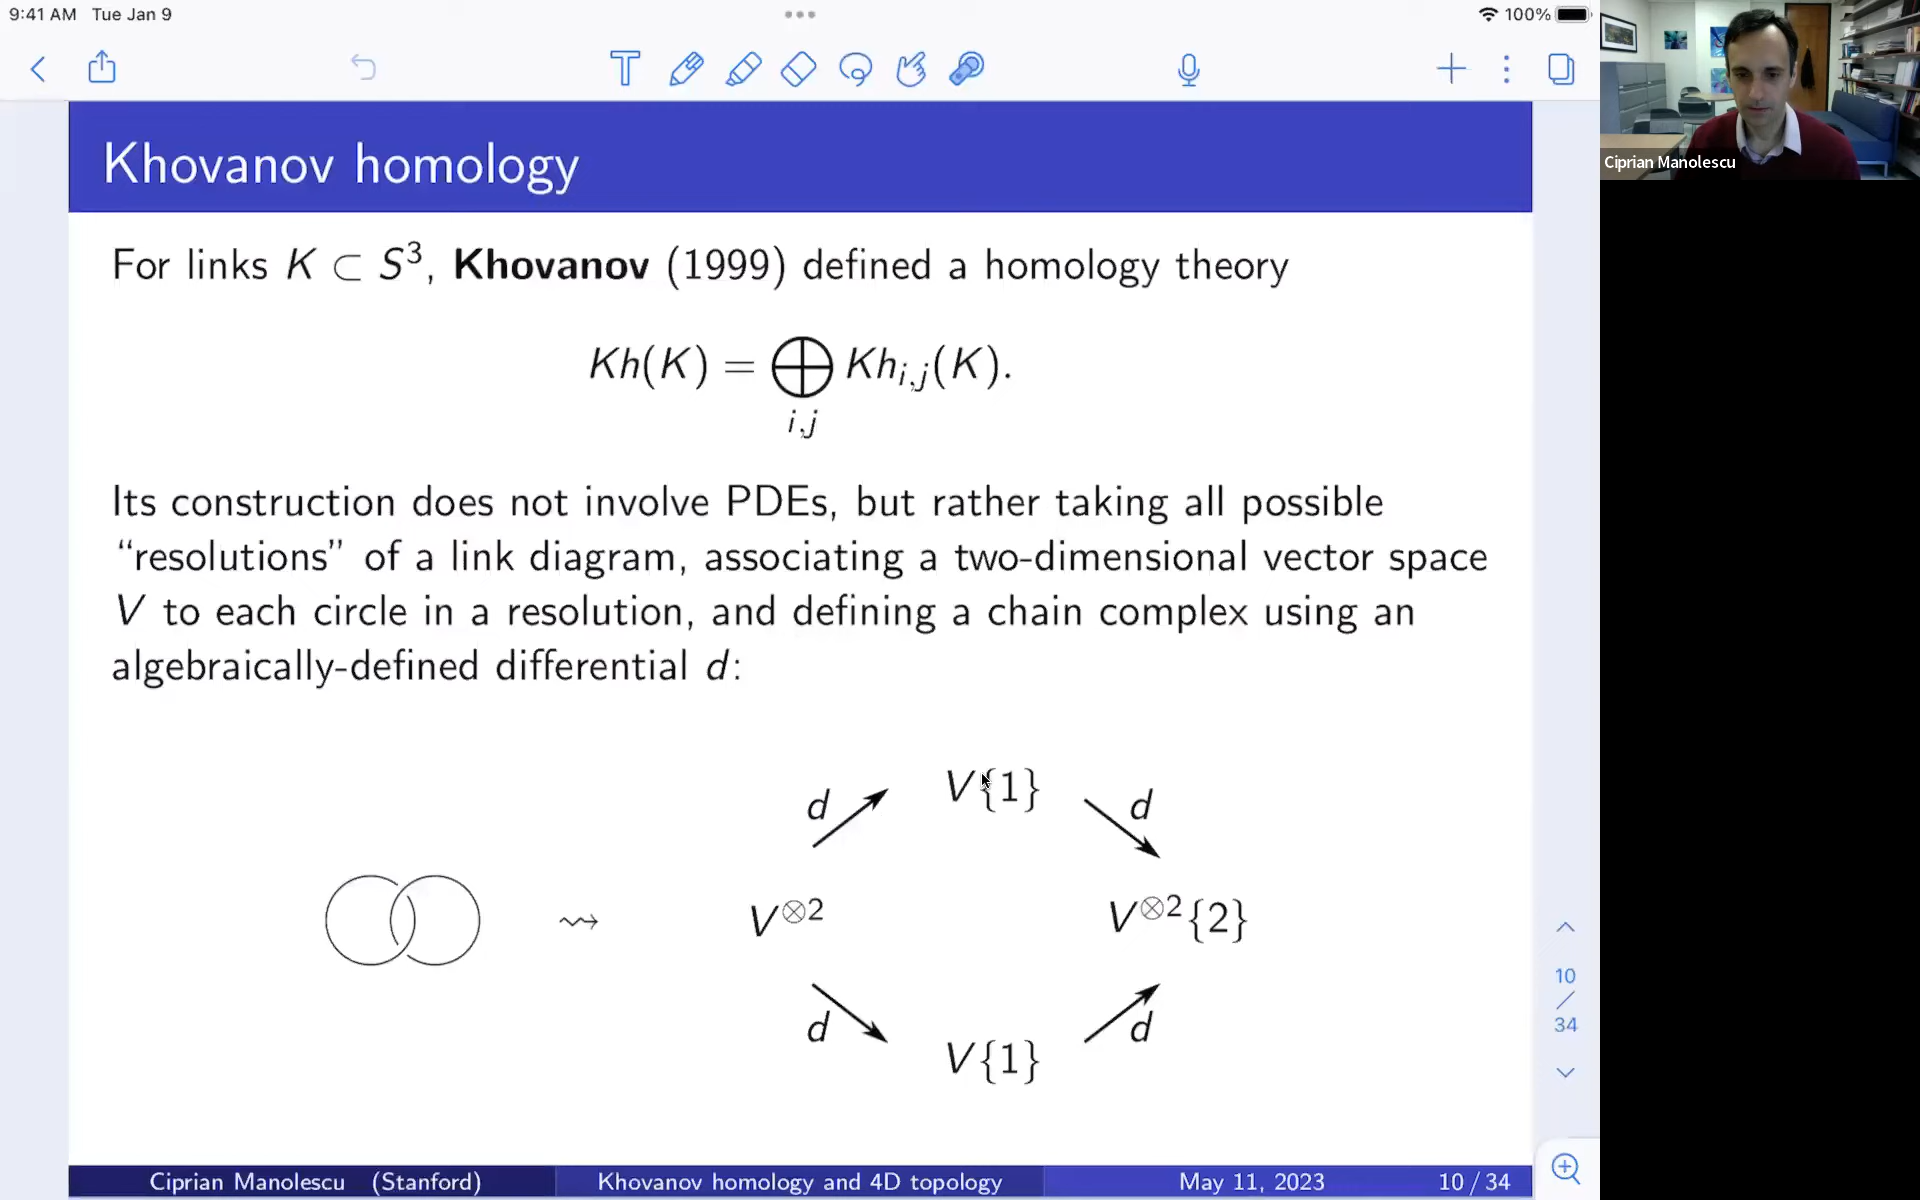 9:41 AM Tue Jan 9
100%
Ciprian Manolescu
Khovanov homology
For links K ⊂ S³, Khovanov (1999) defined a homology theory
Kh(K) = ⨁ Kh_{i,j}(K).
i,j
Its construction does not involve PDEs, but rather taking all possible
“resolutions” of a link diagram, associating a two-dimensional vector space
V to each circle in a resolution, and defining a chain complex using an
algebraically-defined differential d:
V{1}
d d
V^{⊗2} V^{⊗2}{2}
d d
V{1}
10
34
Ciprian Manolescu (Stanford) Khovanov homology and 4D topology May 11, 2023 10 / 34